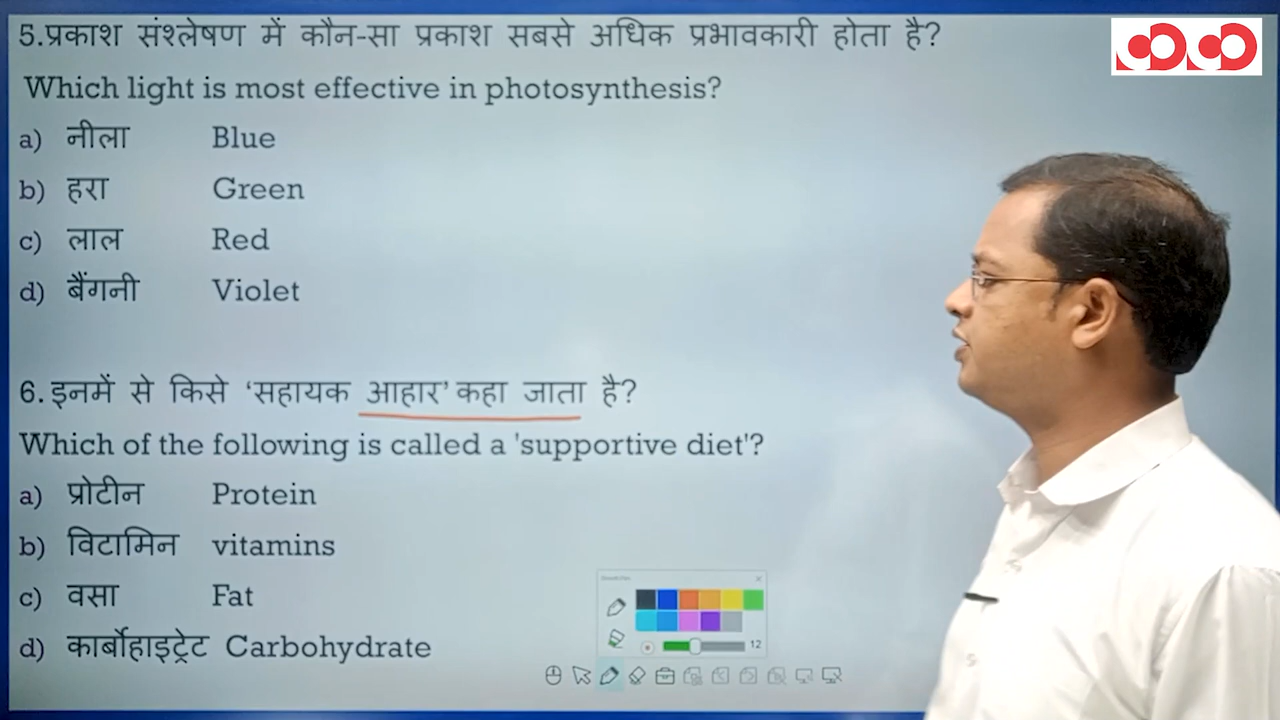 5.प्रकाश संश्लेषण में कौन-सा प्रकाश सबसे अधिक प्रभावकारी होता है?
Which light is most effective in photosynthesis?
a) नीला Blue
b) हरा Green
c) लाल Red
d) बैंगनी Violet
6.इनमें से किसे ‘सहायक आहार’ कहा जाता है?
Which of the following is called a 'supportive diet'?
a) प्रोटीन Protein
b) विटामिन vitamins
c) वसा Fat
d) कार्बोहाइट्रेट Carbohydrate
12